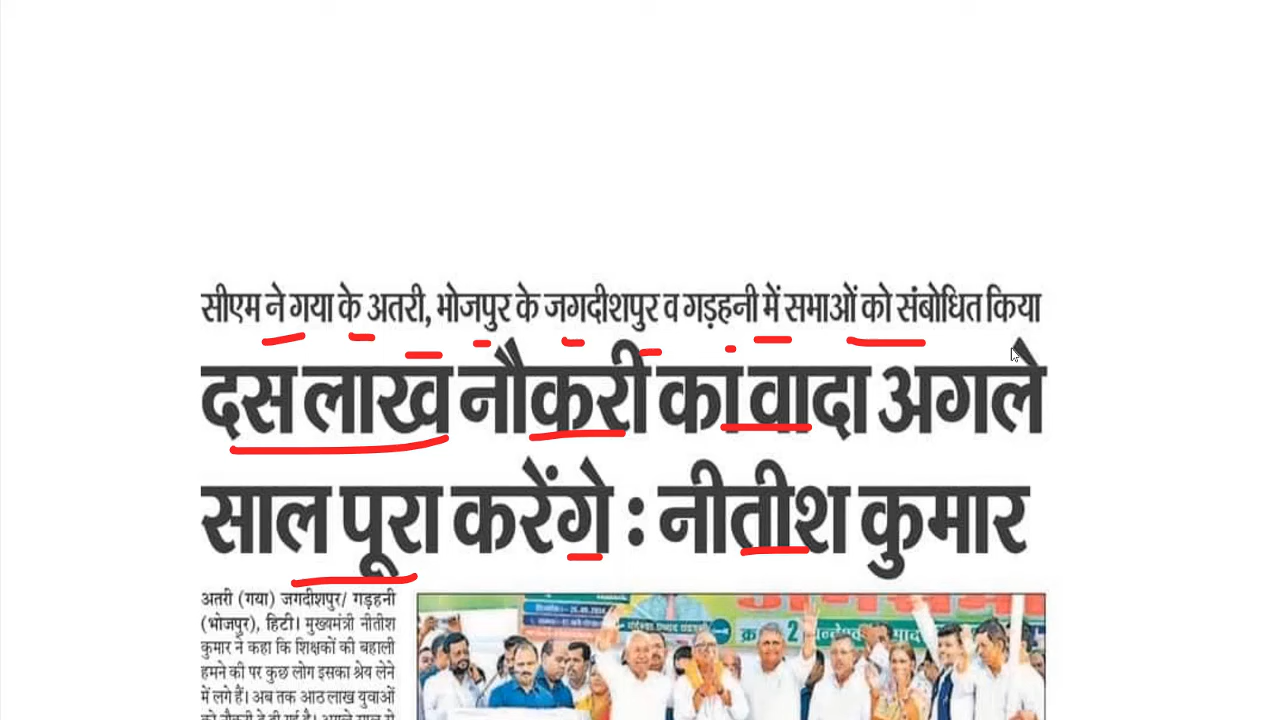 सीएम ने गया के अतरी, भोजपुर के जगदीशपुर व गड़हनी में सभाओं को संबोधित किया
दस लाख नौकरी का वादा अगले
साल पूरा करेंगे : नीतीश कुमार
अतरी (गया) जगदीशपुर/ गड़हनी
(भोजपुर), हिटी। मुख्यमंत्री नीतीश
कुमार ने कहा कि शिक्षकों की बहाली
हमने की पर कुछ लोग इसका श्रेय लेने
में लगे हैं। अब तक आठ लाख युवाओं